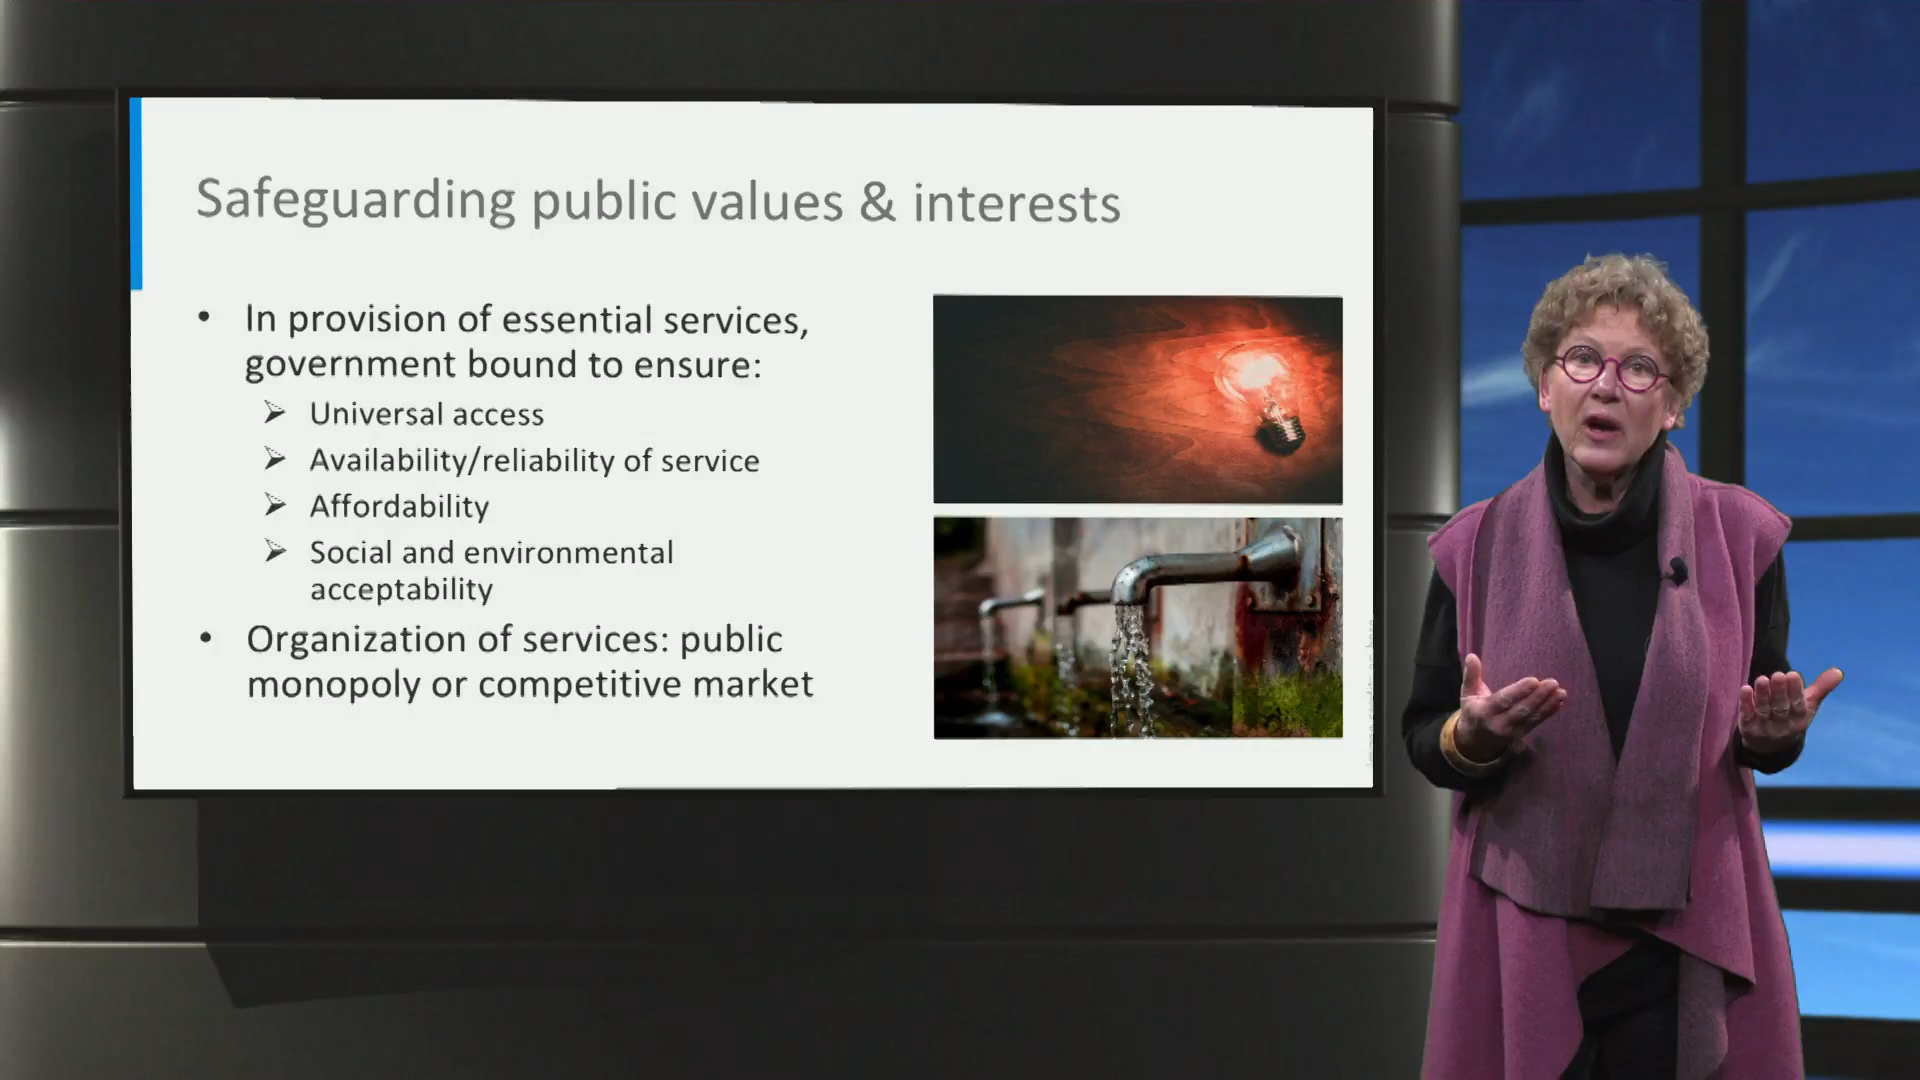 Safeguarding public values & interests
• In provision of essential services,
government bound to ensure:
➢ Universal access
➢ Availability/reliability of service
➢ Affordability
➢ Social and environmental
acceptability
• Organization of services: public
monopoly or competitive market